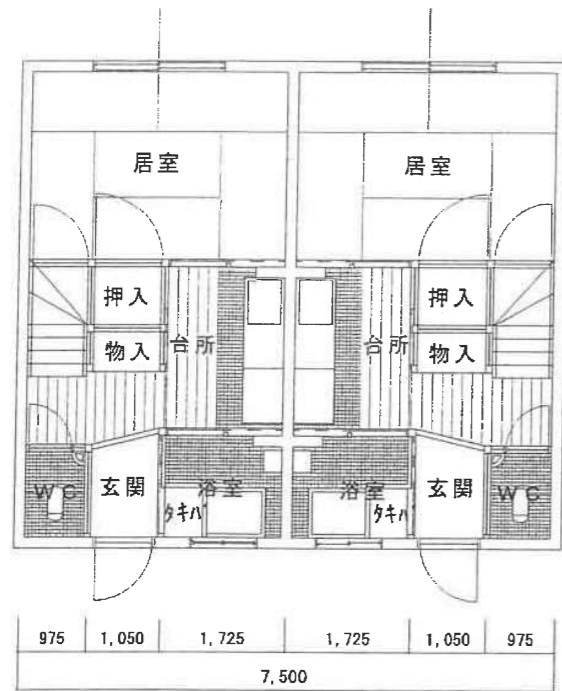 居室 居室
押入 押入
物入 台所 台所 物入
WC 玄関 浴室 浴室 玄関 WC
タキバ タキバ
975 1,050 1,725 1,725 1,050 975
7,500